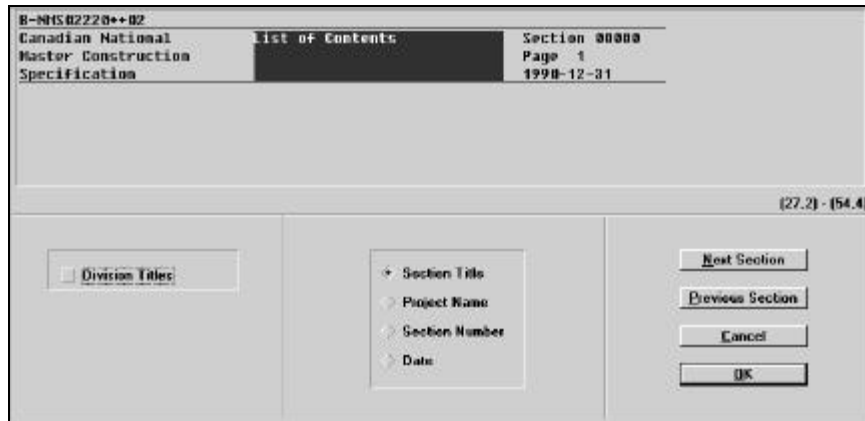 B-NMS02220++02
Canadian National List of Contents Section 00000
Master Construction Page 1
Specification 1990-12-31
(27.2) - (54.4
Division Titles
Section Title
Project Name
Section Number
Date
Next Section
Previous Section
Cancel
OK